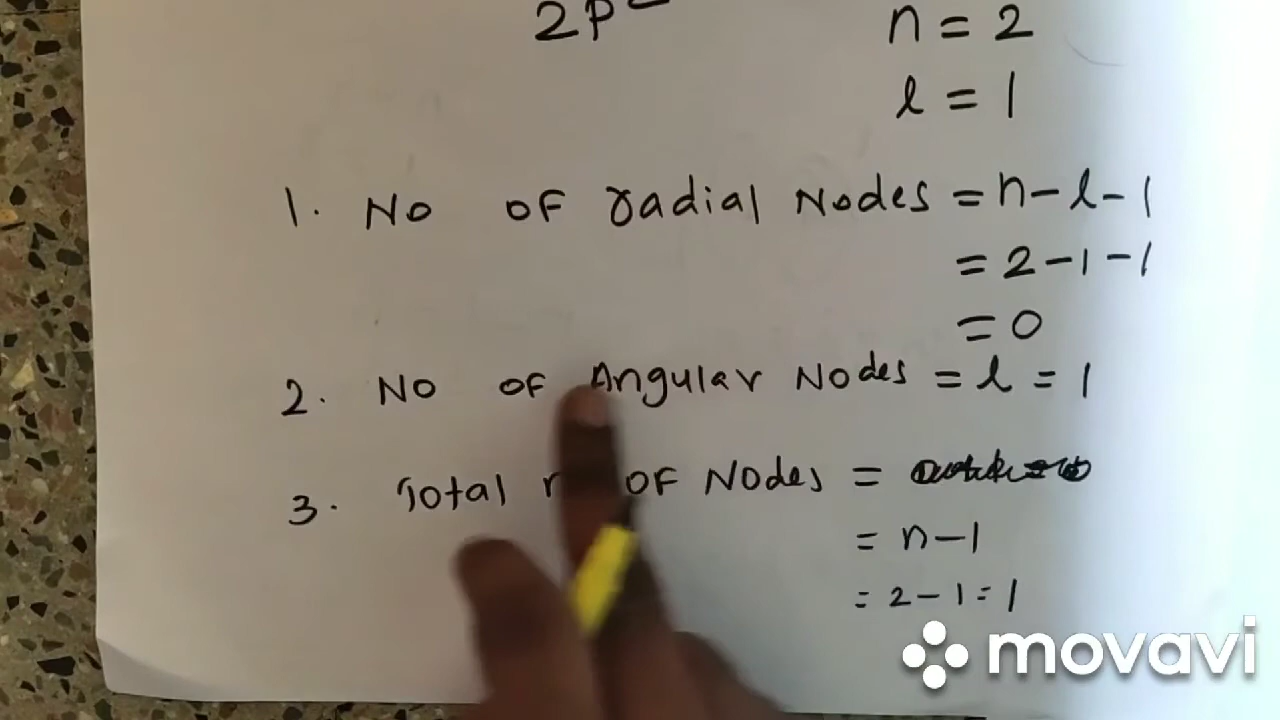 2P
n = 2
l = 1
1. No OF radial Nodes = n-l-1
= 2-1-1
= 0
2. No OF Angular Nodes = l = 1
3. Total OF Nodes =
= n-1
= 2-1=1
movavi